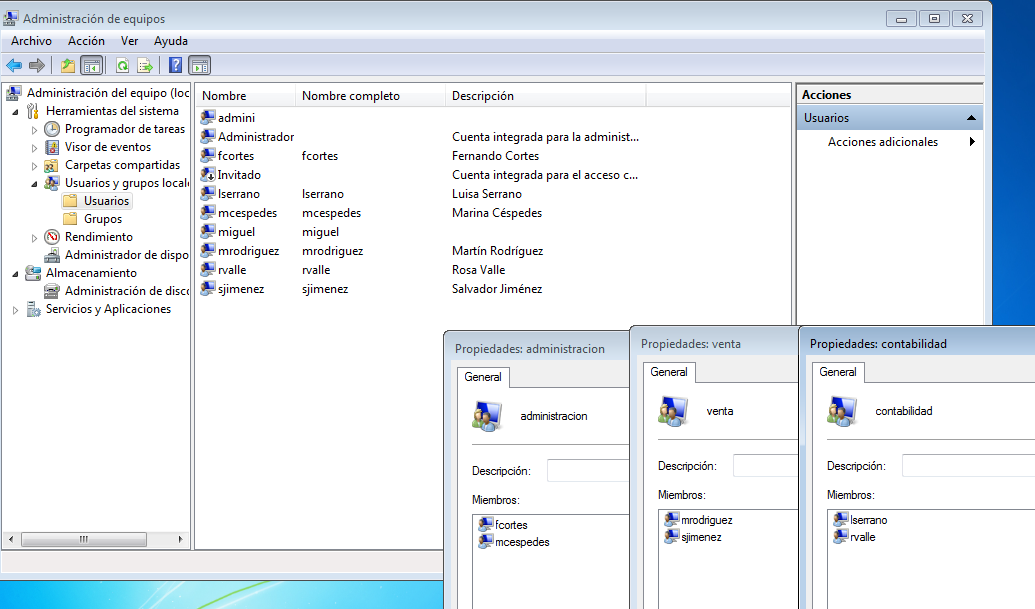 Administración de equipos
Archivo Acción Ver Ayuda
Administración del equipo (loc
Herramientas del sistema
Programador de tareas
Visor de eventos
Carpetas compartidas
Usuarios y grupos locale
Usuarios
Grupos
Rendimiento
Administrador de dispo
Almacenamiento
Administración de disco
Servicios y Aplicaciones
Nombre Nombre completo Descripción
admini
Administrador Cuenta integrada para la administ...
fcortes fcortes Fernando Cortes
Invitado Cuenta integrada para el acceso c...
lserrano lserrano Luisa Serrano
mcespedes mcespedes Marina Céspedes
miguel miguel
mrodriguez mrodriguez Martín Rodríguez
rvalle rvalle Rosa Valle
sjimenez sjimenez Salvador Jiménez
Acciones
Usuarios
Acciones adicionales
Propiedades: administracion
General
administracion
Descripción:
Miembros:
fcortes
mcespedes
Propiedades: venta
General
venta
Descripción:
Miembros:
mrodriguez
sjimenez
Propiedades: contabilidad
General
contabilidad
Descripción:
Miembros:
lserrano
rvalle